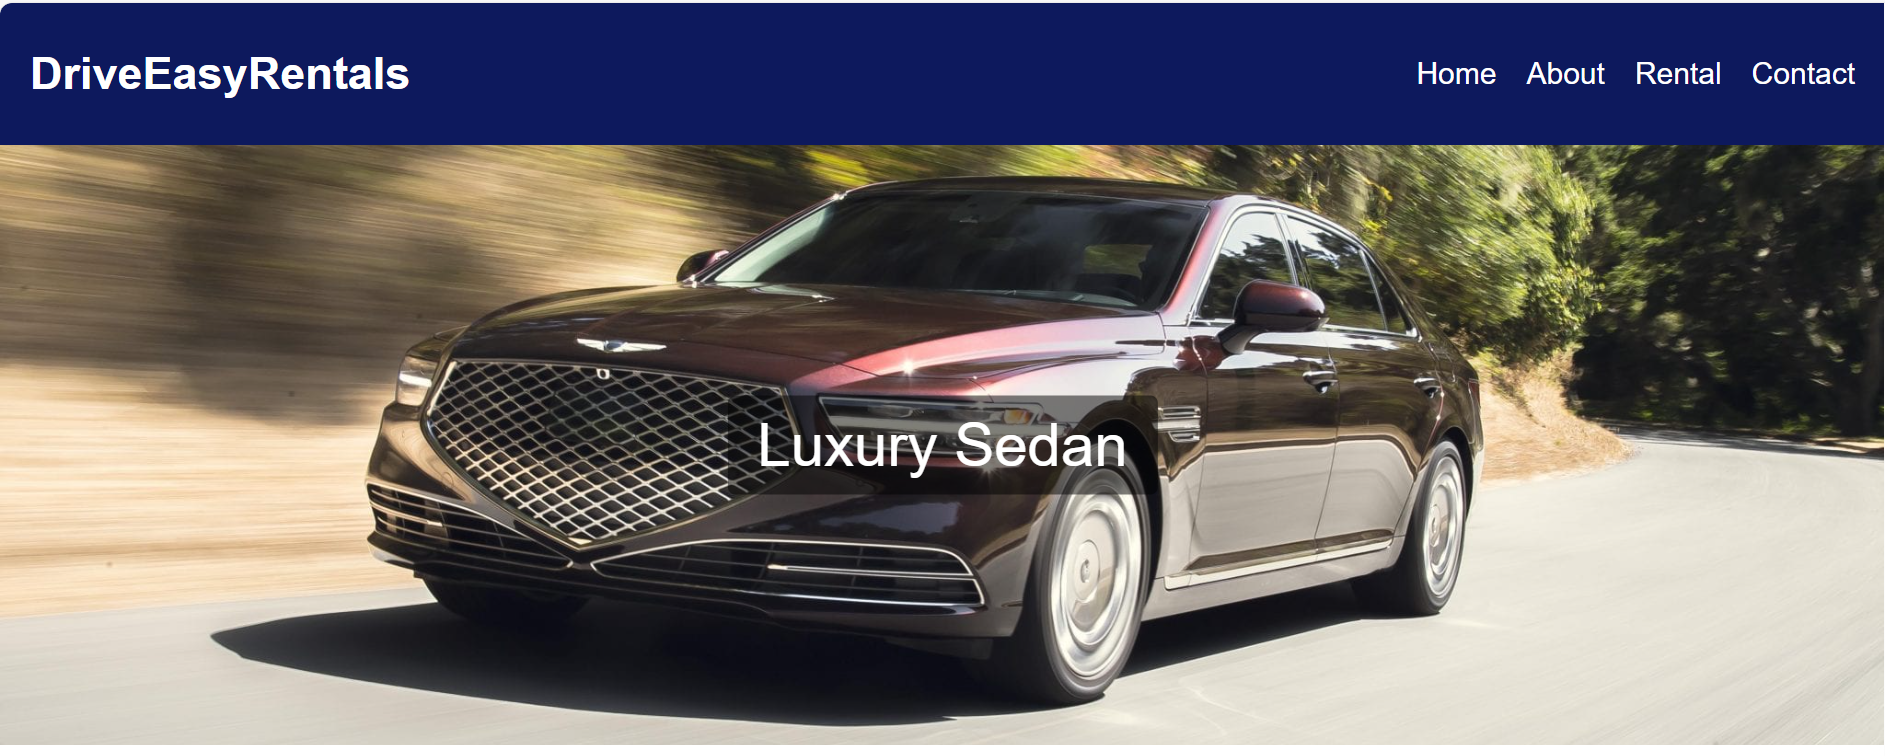 DriveEasyRentals
Home About Rental Contact
Luxury Sedan